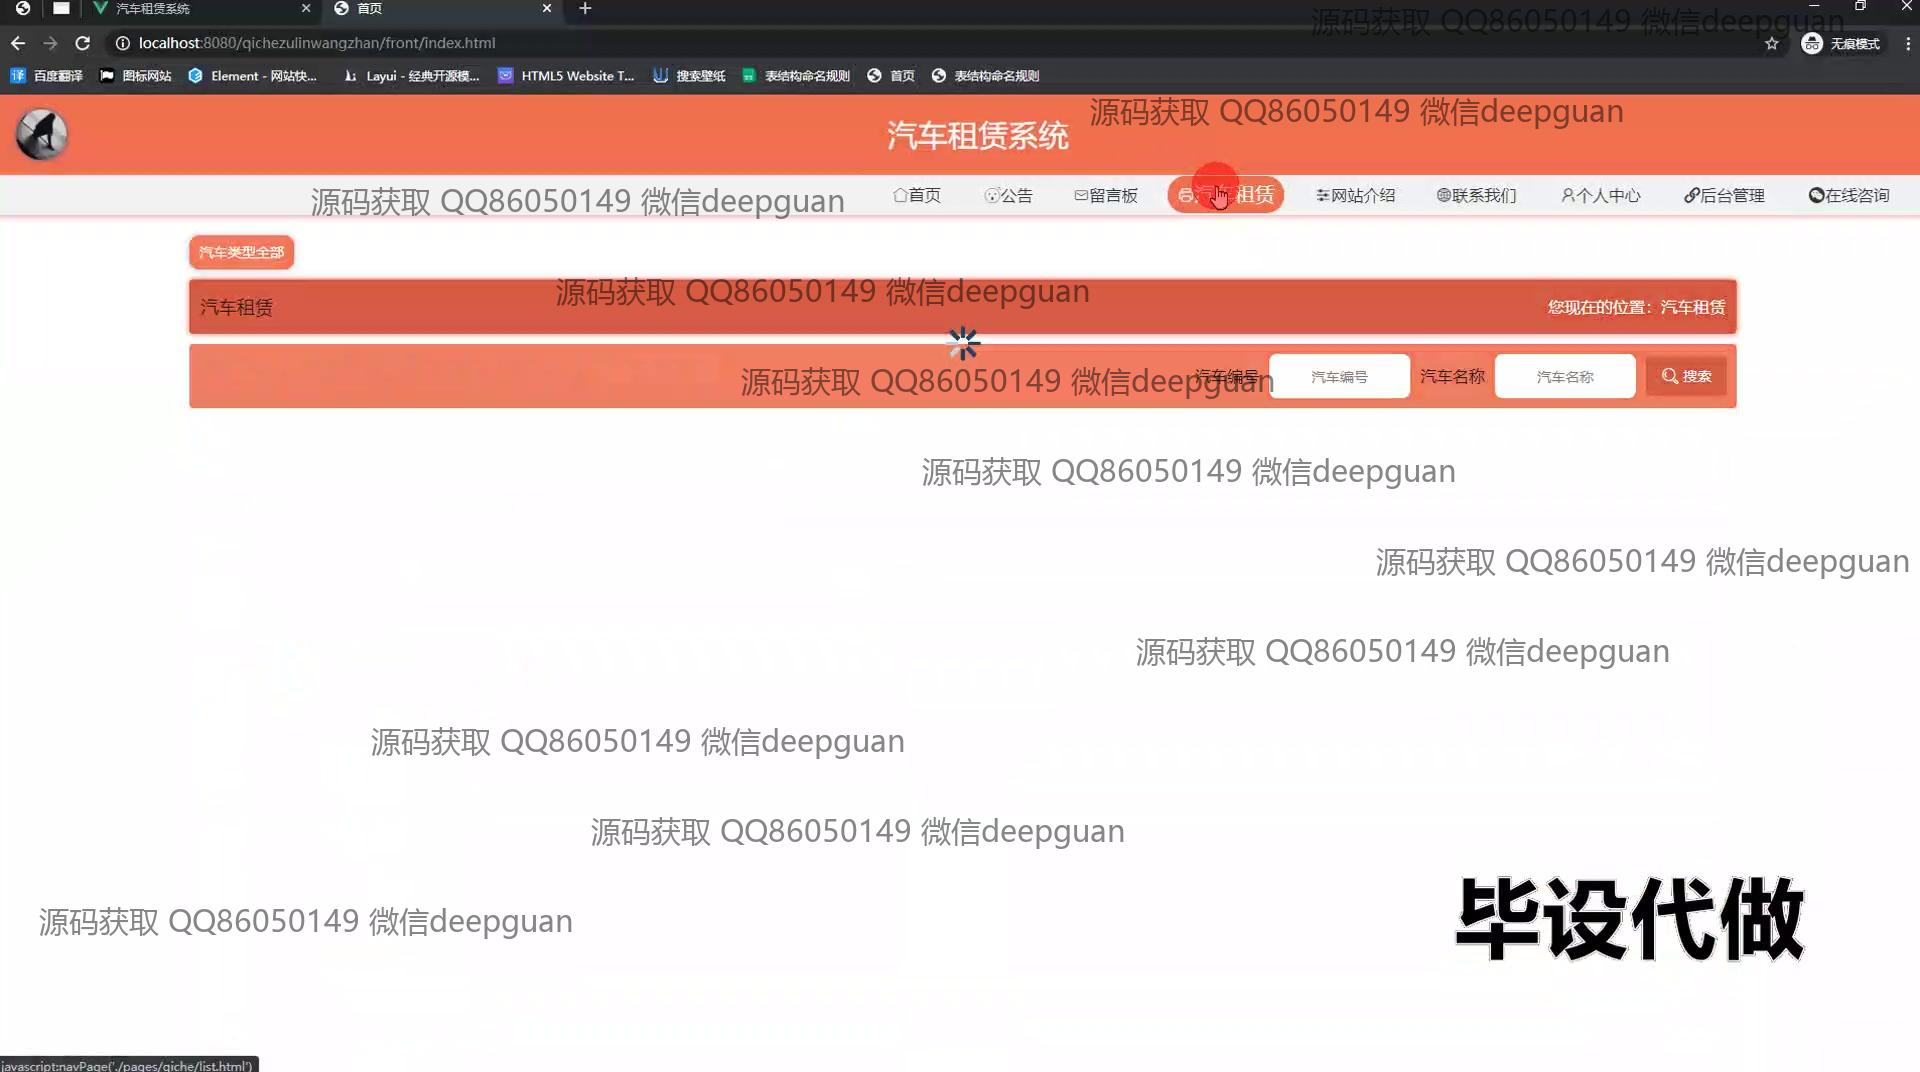 汽车租赁系统
首页
localhost:8080/qichezulinwangzhan/front/index.html
源码获取 QQ86050149 微信deepguan
无痕模式
百度翻译 图标网站 Element - 网站快... Layui - 经典开源模... HTML5 Website T... 搜索壁纸 表结构命名规则 首页 表结构命名规则
源码获取 QQ86050149 微信deepguan
汽车租赁系统
源码获取 QQ86050149 微信deepguan
首页 公告 留言板 租赁 网站介绍 联系我们 个人中心 后台管理 在线咨询
汽车类型全部
源码获取 QQ86050149 微信deepguan
汽车租赁
您现在的位置：汽车租赁
源码获取 QQ86050149 微信deepguan
汽车编号 汽车编号 汽车名称 汽车名称 搜索
源码获取 QQ86050149 微信deepguan
源码获取 QQ86050149 微信deepguan
源码获取 QQ86050149 微信deepguan
源码获取 QQ86050149 微信deepguan
源码获取 QQ86050149 微信deepguan
源码获取 QQ86050149 微信deepguan
毕设代做
javascript:navPage('./pages/qiche/list.html')